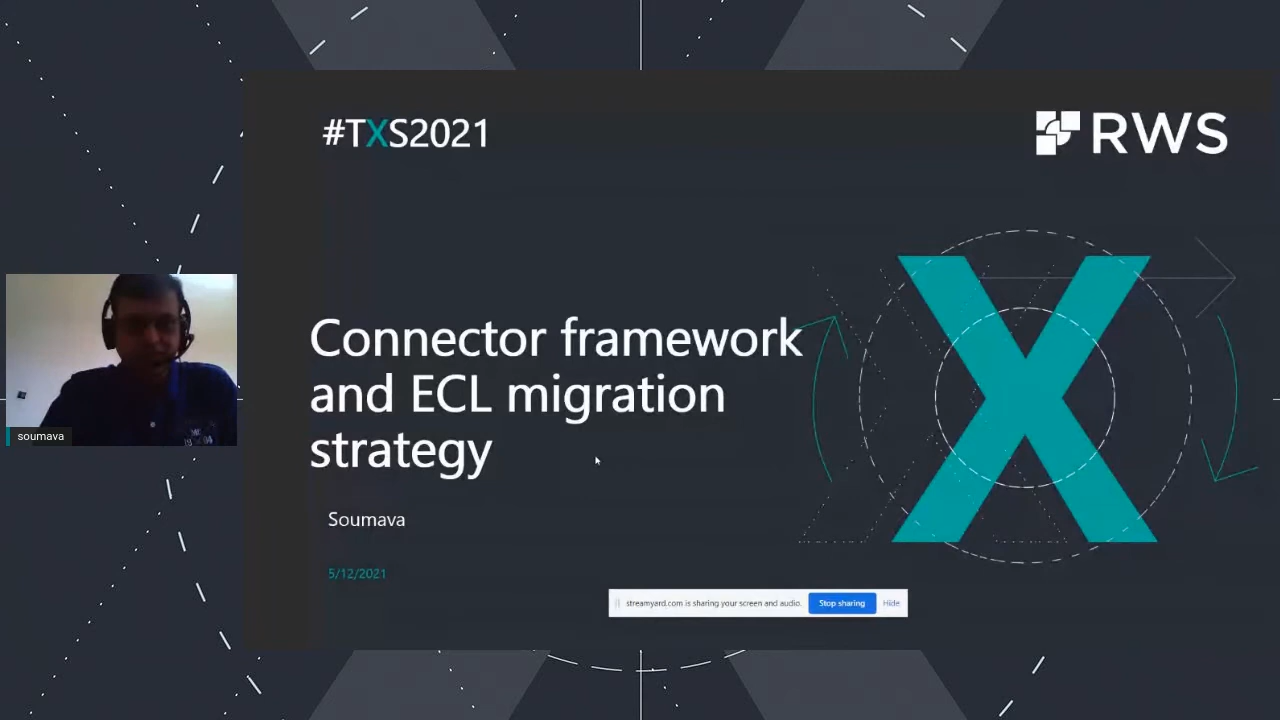 #TXS2021
RWS
Connector framework
and ECL migration
strategy
Soumava
5/12/2021
soumava
streamyard.com is sharing your screen and audio.
Stop sharing
Hide